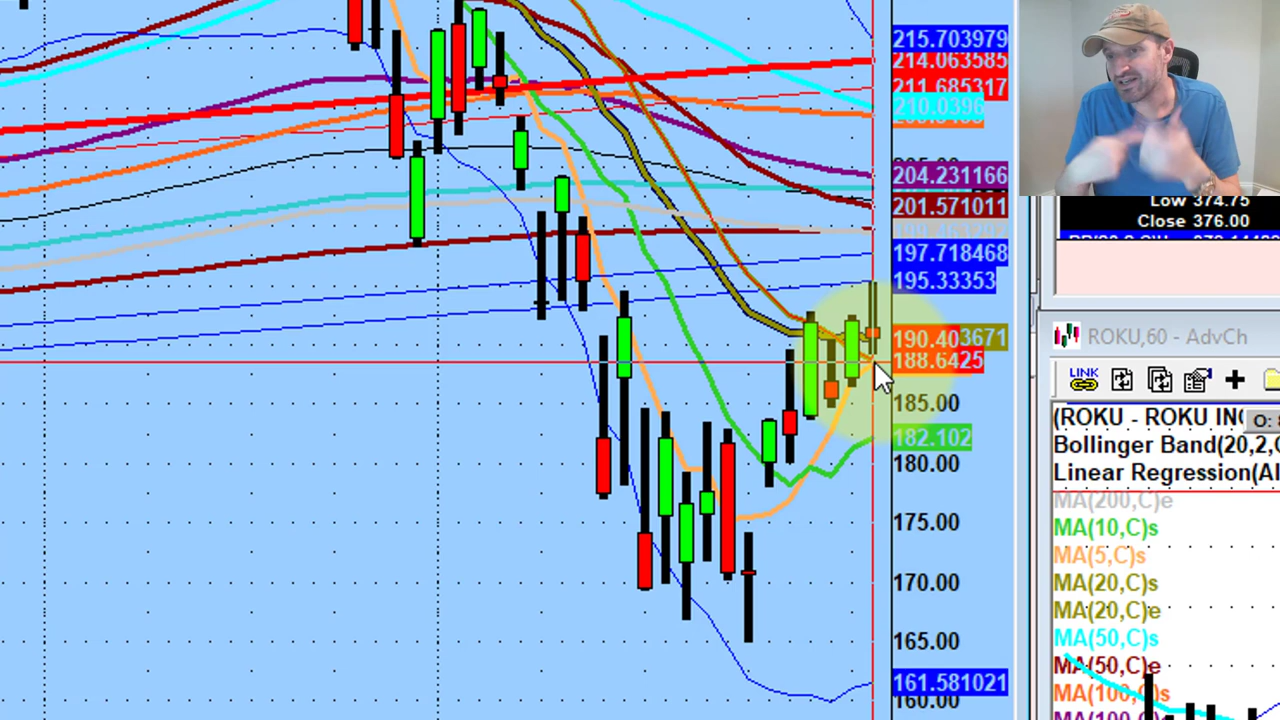 215.703979
214.063585
211.685317
210.0396
204.231166
201.571011
197.718468
195.33353
190.403671
188.6425
185.00
182.102
180.00
175.00
170.00
165.00
161.581021
160.00
Low 374.75
Close 376.00
ROKU,60 - AdvCh
LINK
(ROKU - ROKU INC
O:
Bollinger Band(20,2,
Linear Regression(Al
MA(200,C)e
MA(10,C)s
MA(5,C)s
MA(20,C)s
MA(20,C)e
MA(50,C)s
MA(50,C)e
MA(100,C)s